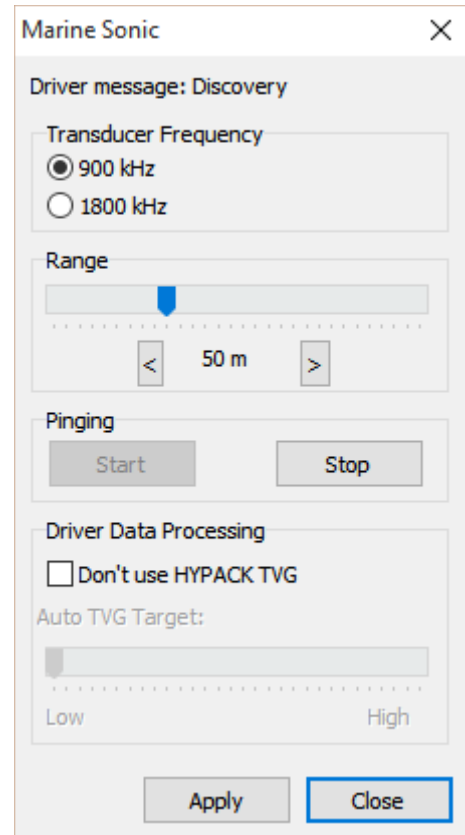 Marine Sonic
Driver message: Discovery
Transducer Frequency
900 kHz
1800 kHz
Range
< 50 m >
Pinging
Start Stop
Driver Data Processing
Don't use HYPACK TVG
Auto TVG Target:
Low High
Apply Close